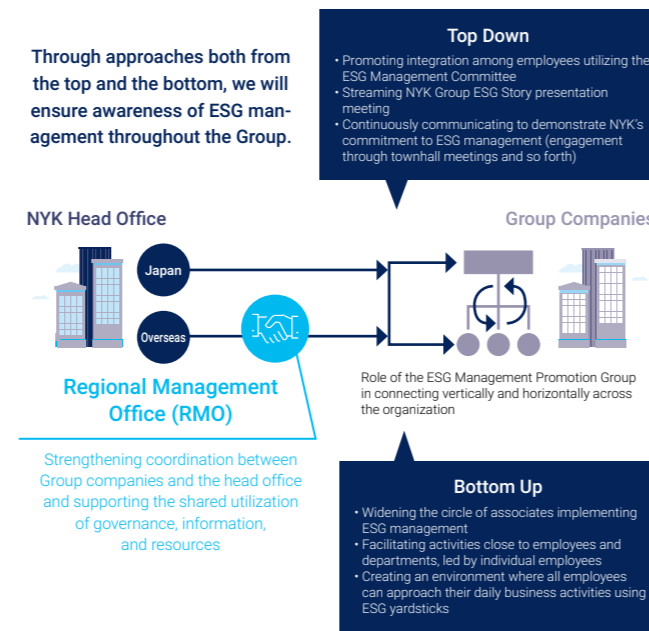 Through approaches both from
the top and the bottom, we will
ensure awareness of ESG man-
agement throughout the Group.
Top Down
• Promoting integration among employees utilizing the
ESG Management Committee
• Streaming NYK Group ESG Story presentation
meeting
• Continuously communicating to demonstrate NYK's
commitment to ESG management (engagement
through townhall meetings and so forth)
NYK Head Office
Group Companies
Japan
Overseas
Regional Management
Office (RMO)
Role of the ESG Management Promotion Group
in connecting vertically and horizontally across
the organization
Strengthening coordination between
Group companies and the head office
and supporting the shared utilization
of governance, information,
and resources
Bottom Up
• Widening the circle of associates implementing
ESG management
• Facilitating activities close to employees and
departments, led by individual employees
• Creating an environment where all employees
can approach their daily business activities using
ESG yardsticks